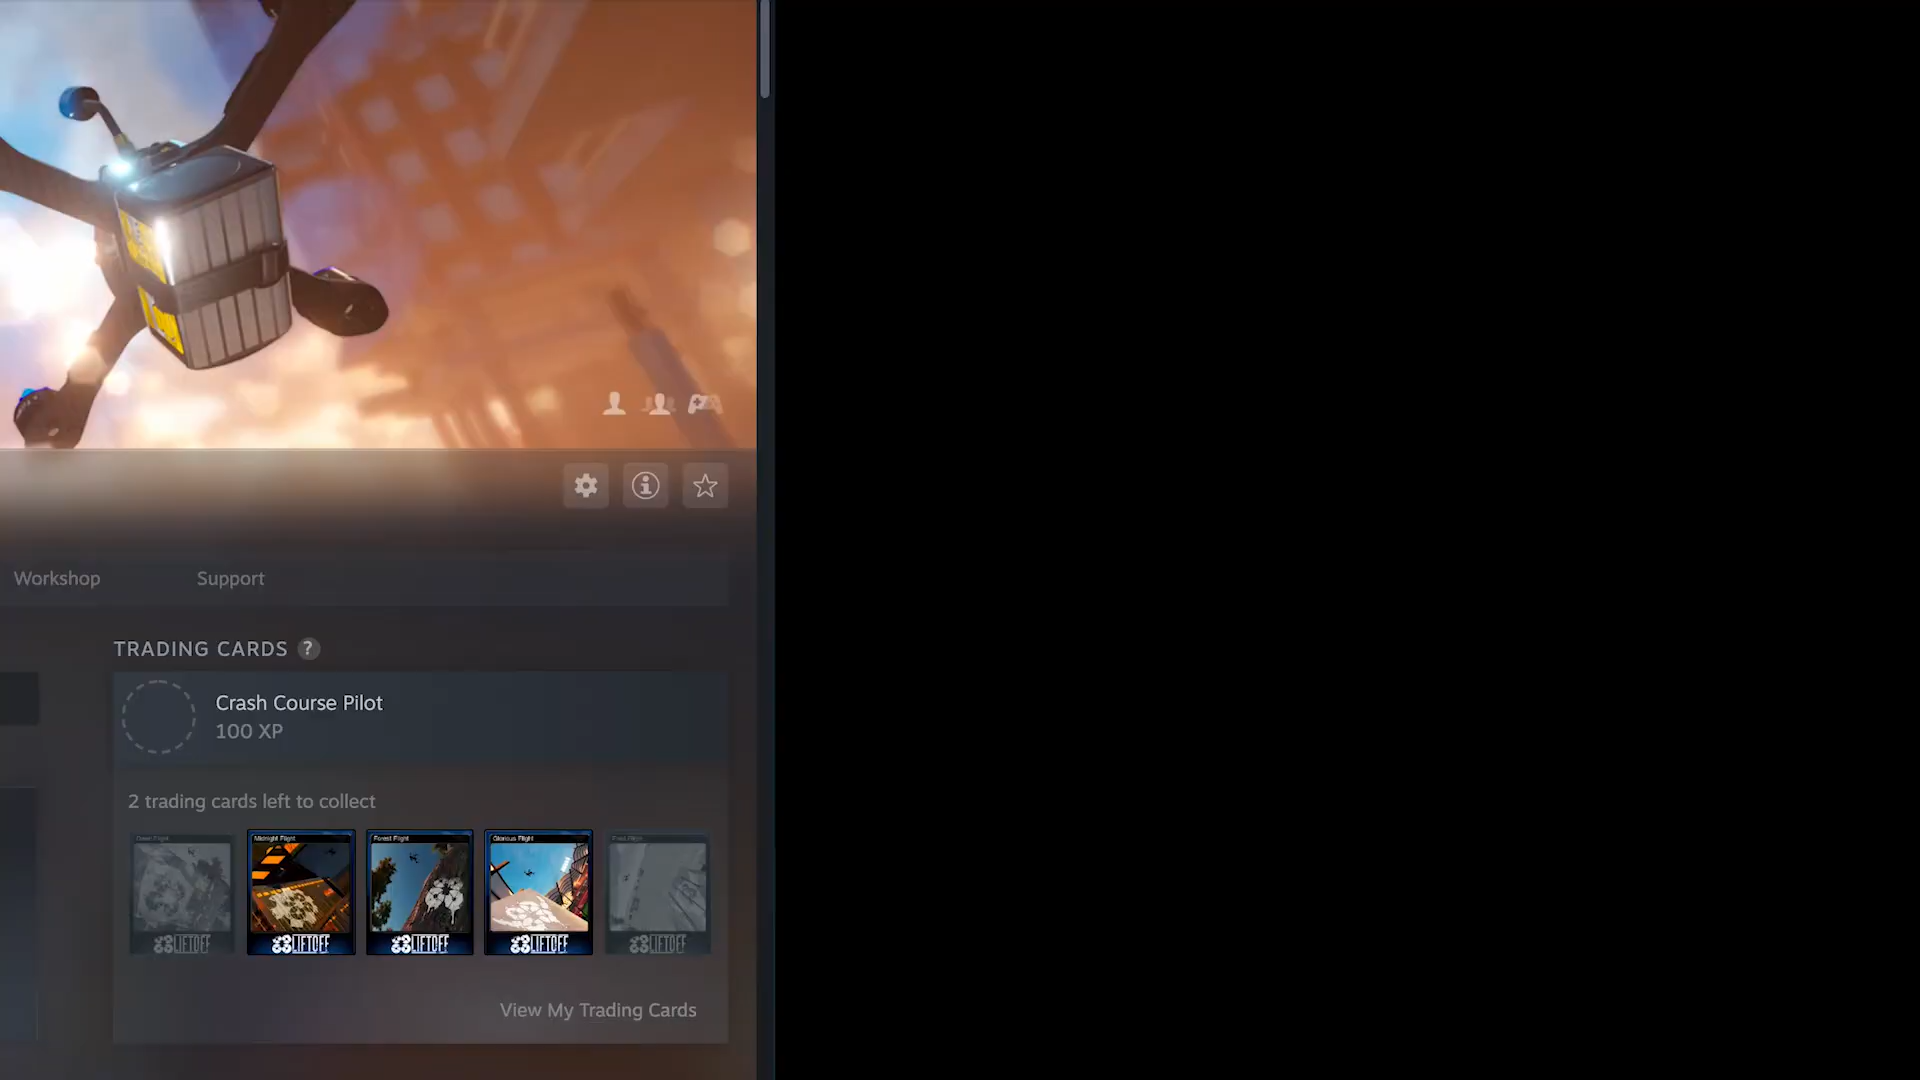 Workshop
Support
TRADING CARDS ?
Crash Course Pilot
100 XP
2 trading cards left to collect
Midnight Flight
Forest Flight
Glorious Flight
LIFTOFF
LIFTOFF
LIFTOFF
LIFTOFF
LIFTOFF
View My Trading Cards